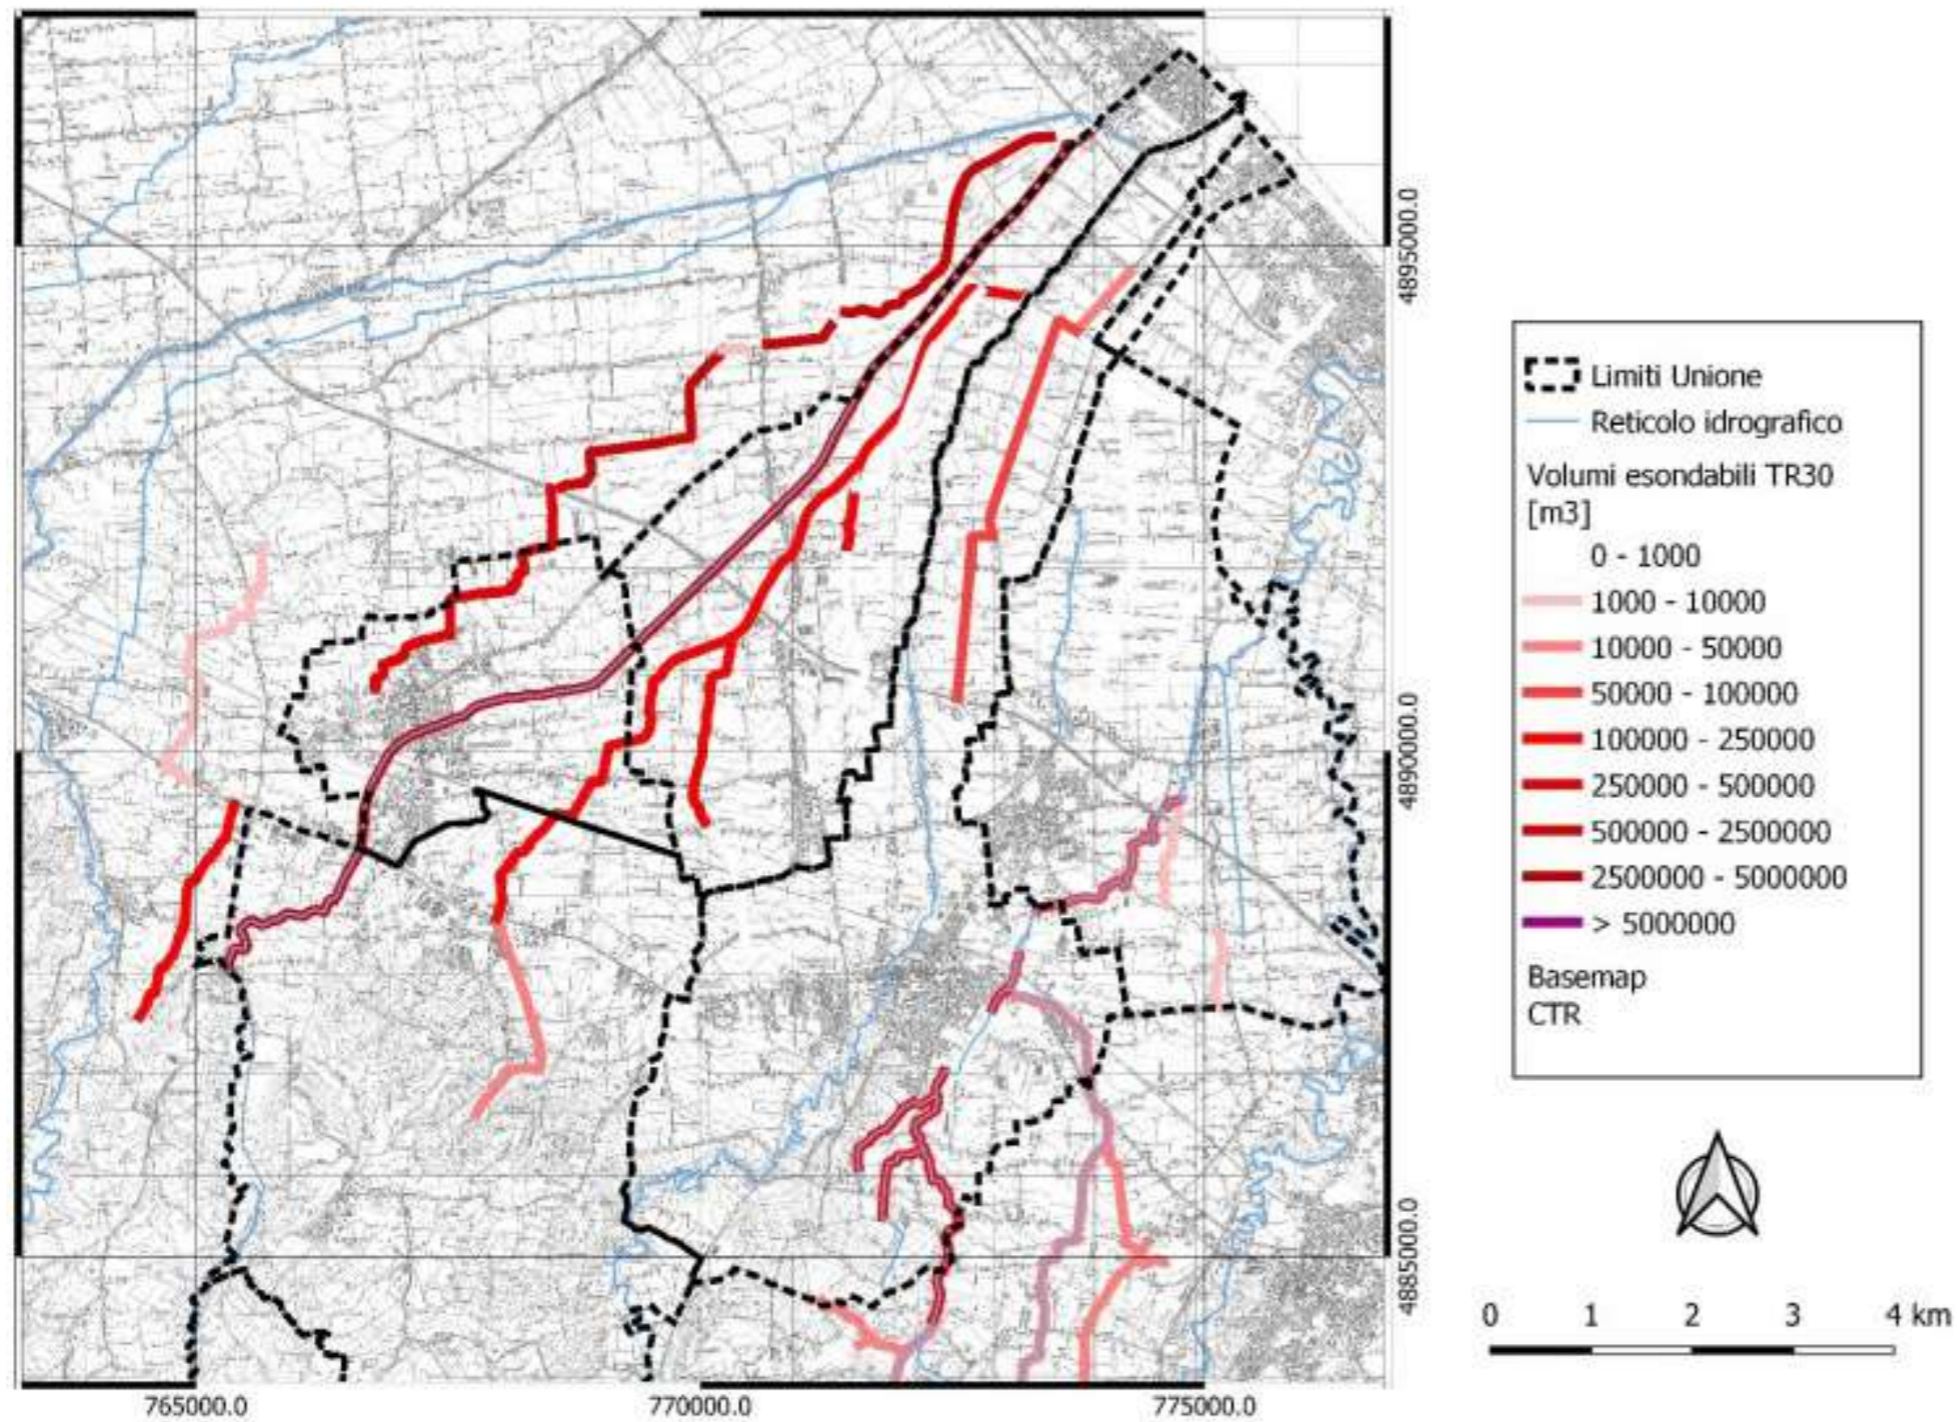 4895000.0
4890000.0
4885000.0
765000.0
770000.0
775000.0
Limiti Unione
Reticolo idrografico
Volumi esondabili TR30
[m3]
0 - 1000
1000 - 10000
10000 - 50000
50000 - 100000
100000 - 250000
250000 - 500000
500000 - 2500000
2500000 - 5000000
> 5000000
Basemap
CTR
0 1 2 3 4 km